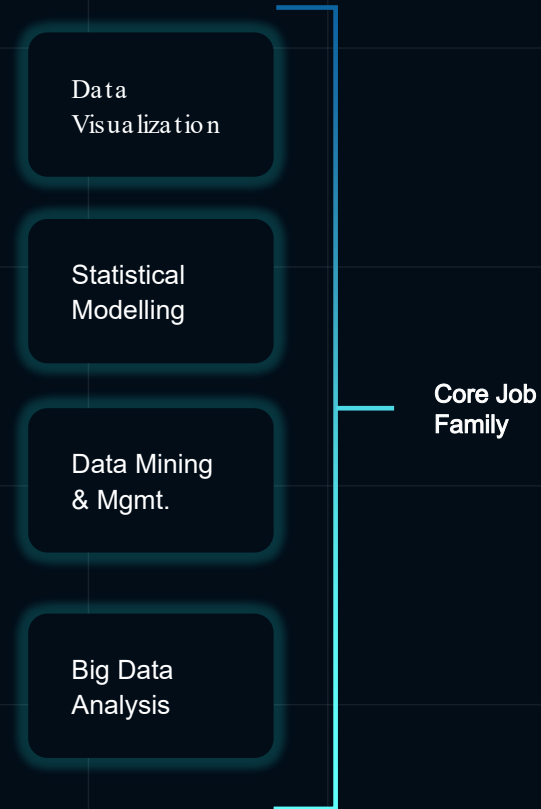 Data
Visualization
Statistical
Modelling
Data Mining
& Mgmt.
Big Data
Analysis
Core Job
Family